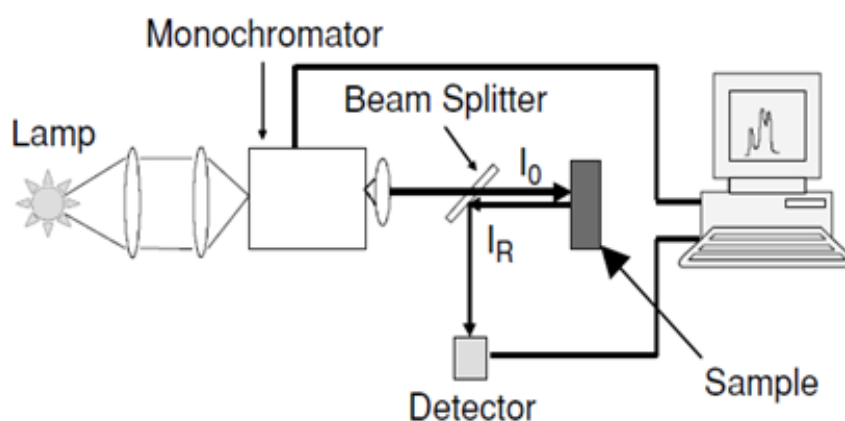 Monochromator
Beam Splitter
Lamp
I0
IR
Sample
Detector